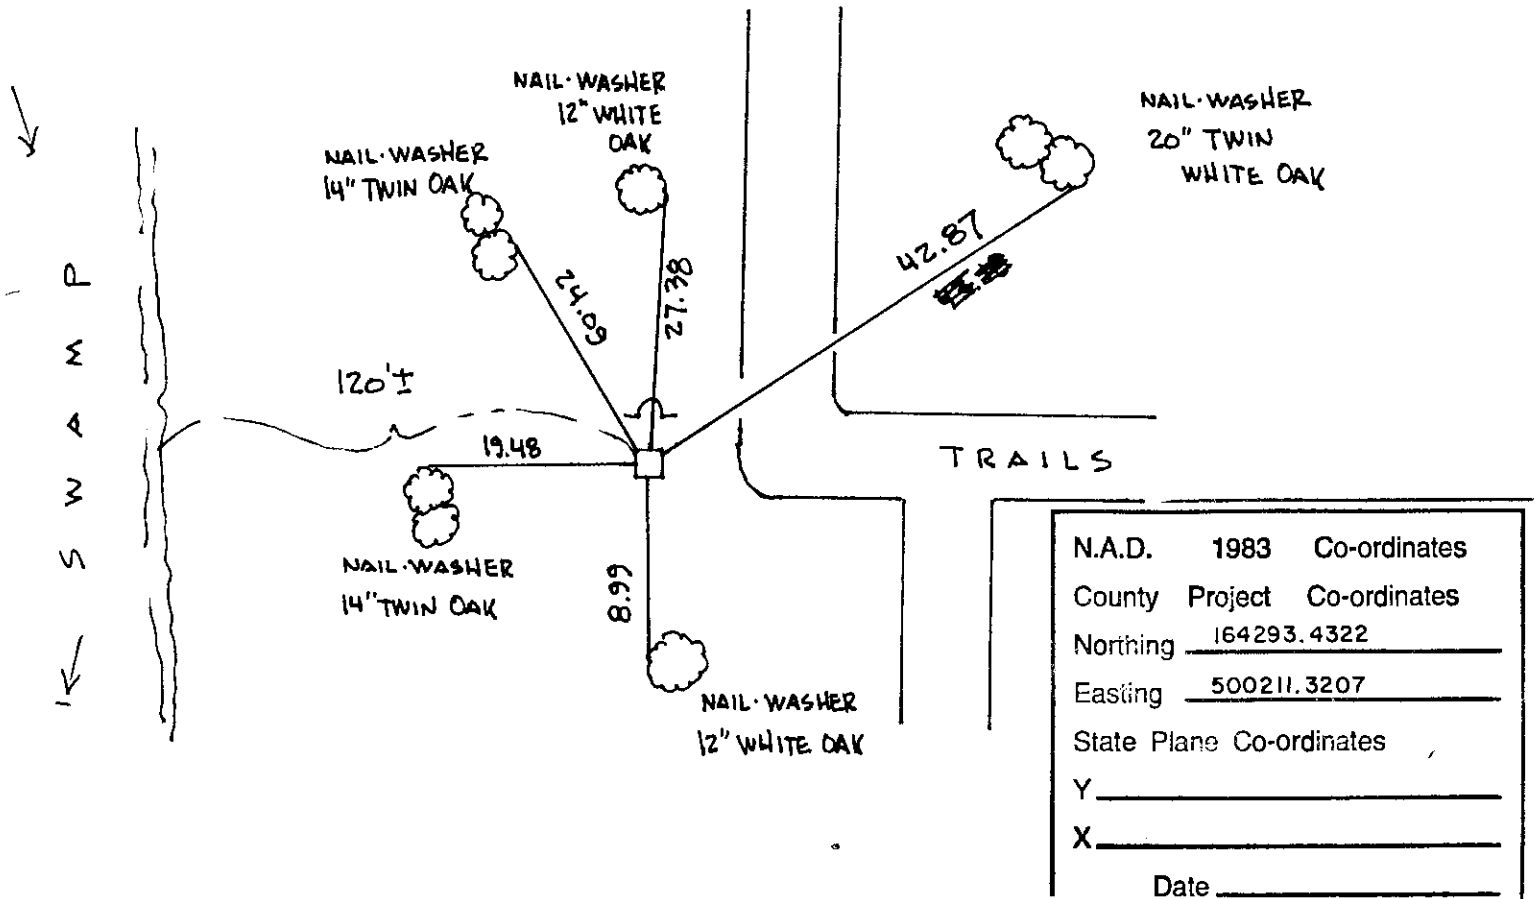 NAIL·WASHER
12" WHITE
OAK
NAIL·WASHER
14" TWIN OAK
NAIL·WASHER
20" TWIN
WHITE OAK
42.87
24.09
27.38
SWAMP
120'±
19.48
TRAILS
NAIL·WASHER
14" TWIN OAK
8.99
NAIL·WASHER
12" WHITE OAK
N.A.D. 1983 Co-ordinates
County Project Co-ordinates
Northing 164293.4322
Easting 500211.3207
State Plane Co-ordinates
Y
X
Date